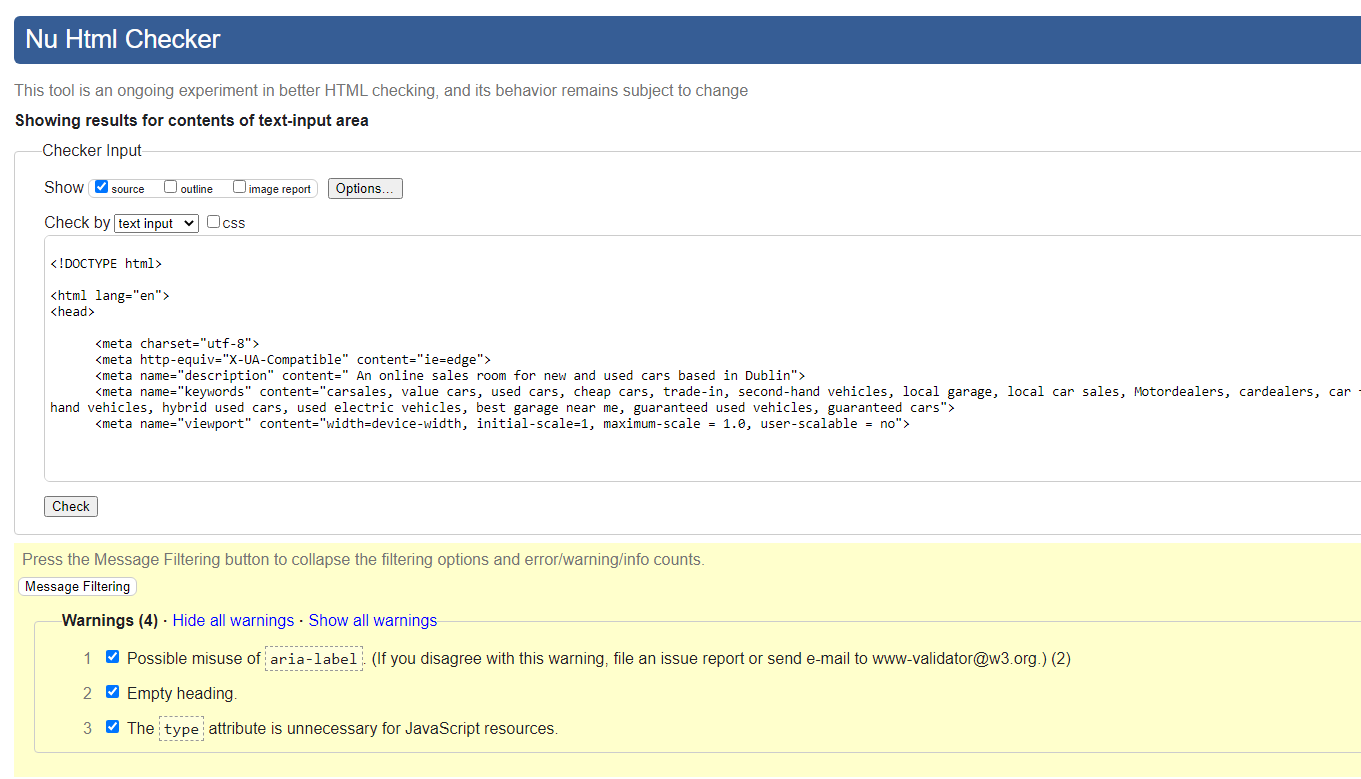 Nu Html Checker
This tool is an ongoing experiment in better HTML checking, and its behavior remains subject to change
Showing results for contents of text-input area
Checker Input
Show source outline image report Options...
Check by text input css
<!DOCTYPE html>
<html lang="en">
<head>
<meta charset="utf-8">
<meta http-equiv="X-UA-Compatible" content="ie=edge">
<meta name="description" content=" An online sales room for new and used cars based in Dublin">
<meta name="keywords" content="carsales, value cars, used cars, cheap cars, trade-in, second-hand vehicles, local garage, local car sales, Motordealers, cardealers, car
hand vehicles, hybrid used cars, used electric vehicles, best garage near me, guaranteed used vehicles, guaranteed cars">
<meta name="viewport" content="width=device-width, initial-scale=1, maximum-scale = 1.0, user-scalable = no">
Check
Press the Message Filtering button to collapse the filtering options and error/warning/info counts.
Message Filtering
Warnings (4) · Hide all warnings · Show all warnings
1 Possible misuse of aria-label. (If you disagree with this warning, file an issue report or send e-mail to www-validator@w3.org.) (2)
2 Empty heading.
3 The type attribute is unnecessary for JavaScript resources.